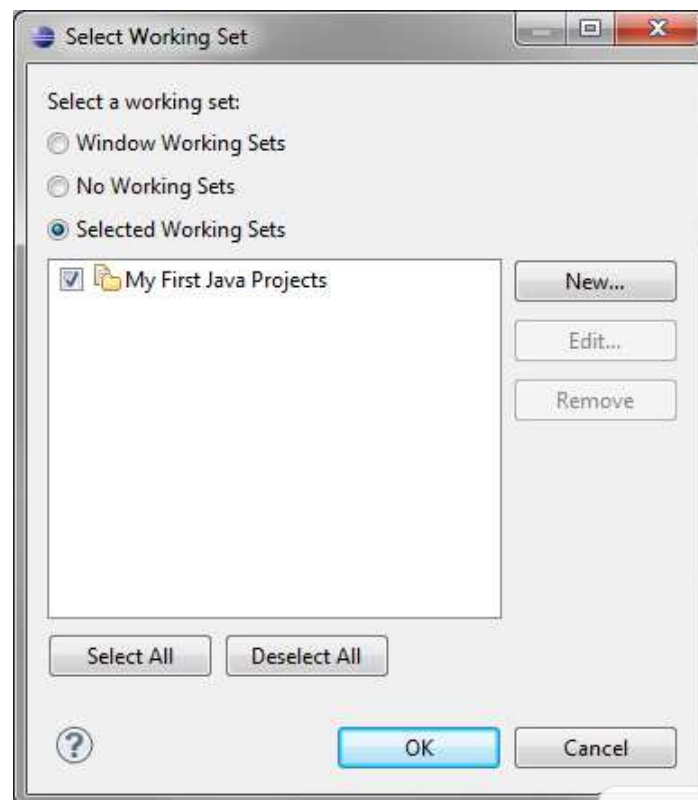 Select Working Set
Select a working set:
Window Working Sets
No Working Sets
Selected Working Sets
My First Java Projects
New...
Edit...
Remove
Select All Deselect All
? OK Cancel